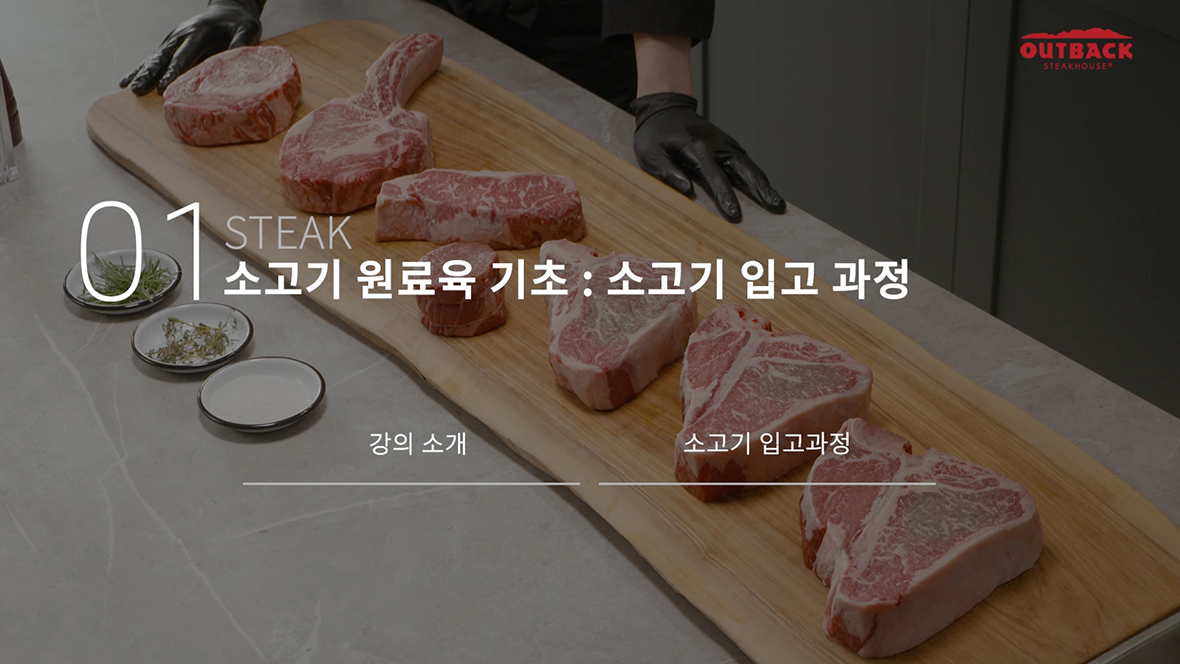 OUTBACK
STEAKHOUSE®
01
STEAK
소고기 원료육 기초 : 소고기 입고 과정
강의 소개
소고기 입고과정